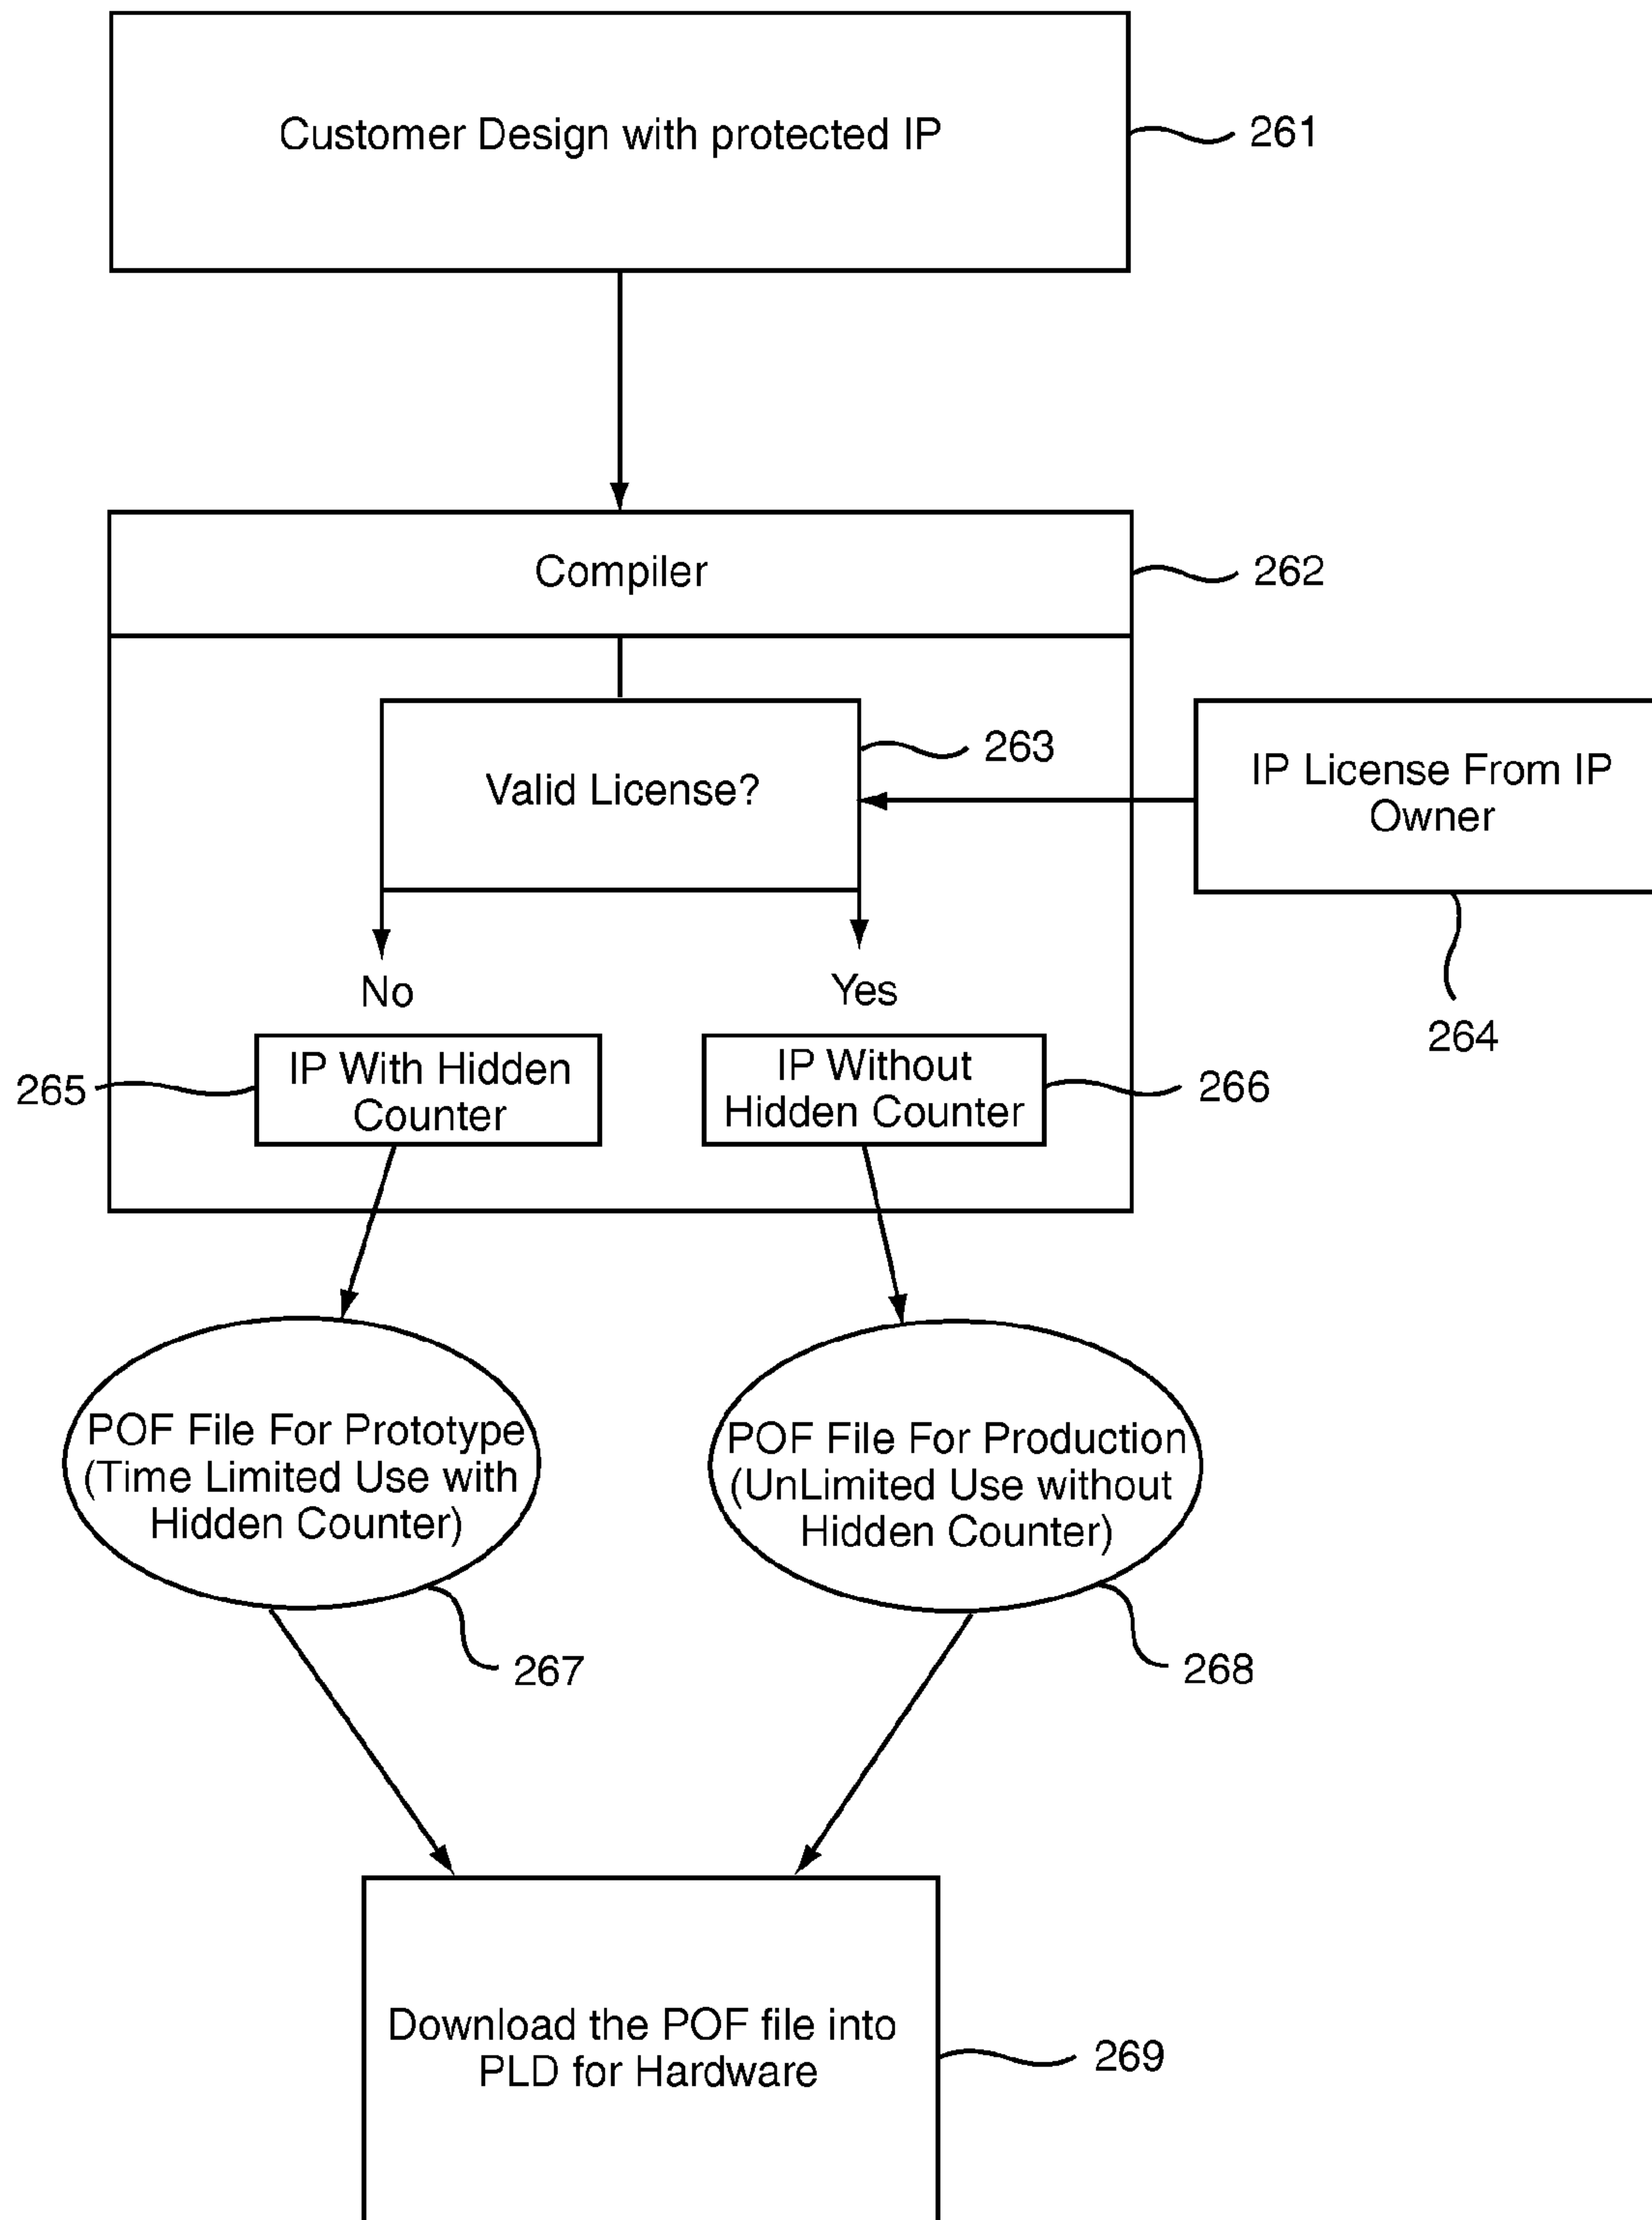 Customer Design with protected IP
261
Compiler
262
Valid License?
263
IP License From IP
Owner
264
No
Yes
IP With Hidden
Counter
265
IP Without
Hidden Counter
266
POF File For Prototype
(Time Limited Use with
Hidden Counter)
267
POF File For Production
(UnLimited Use without
Hidden Counter)
268
Download the POF file into
PLD for Hardware
269